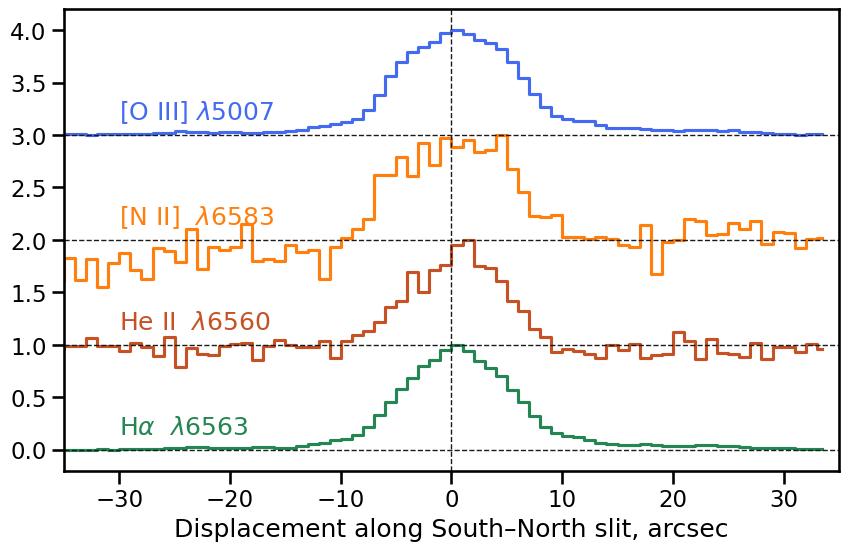 4.0
3.5
[O III] λ5007
3.0
2.5
[N II] λ6583
2.0
1.5
He II λ6560
1.0
0.5
Hα λ6563
0.0
−30 −20 −10 0 10 20 30
Displacement along South–North slit, arcsec